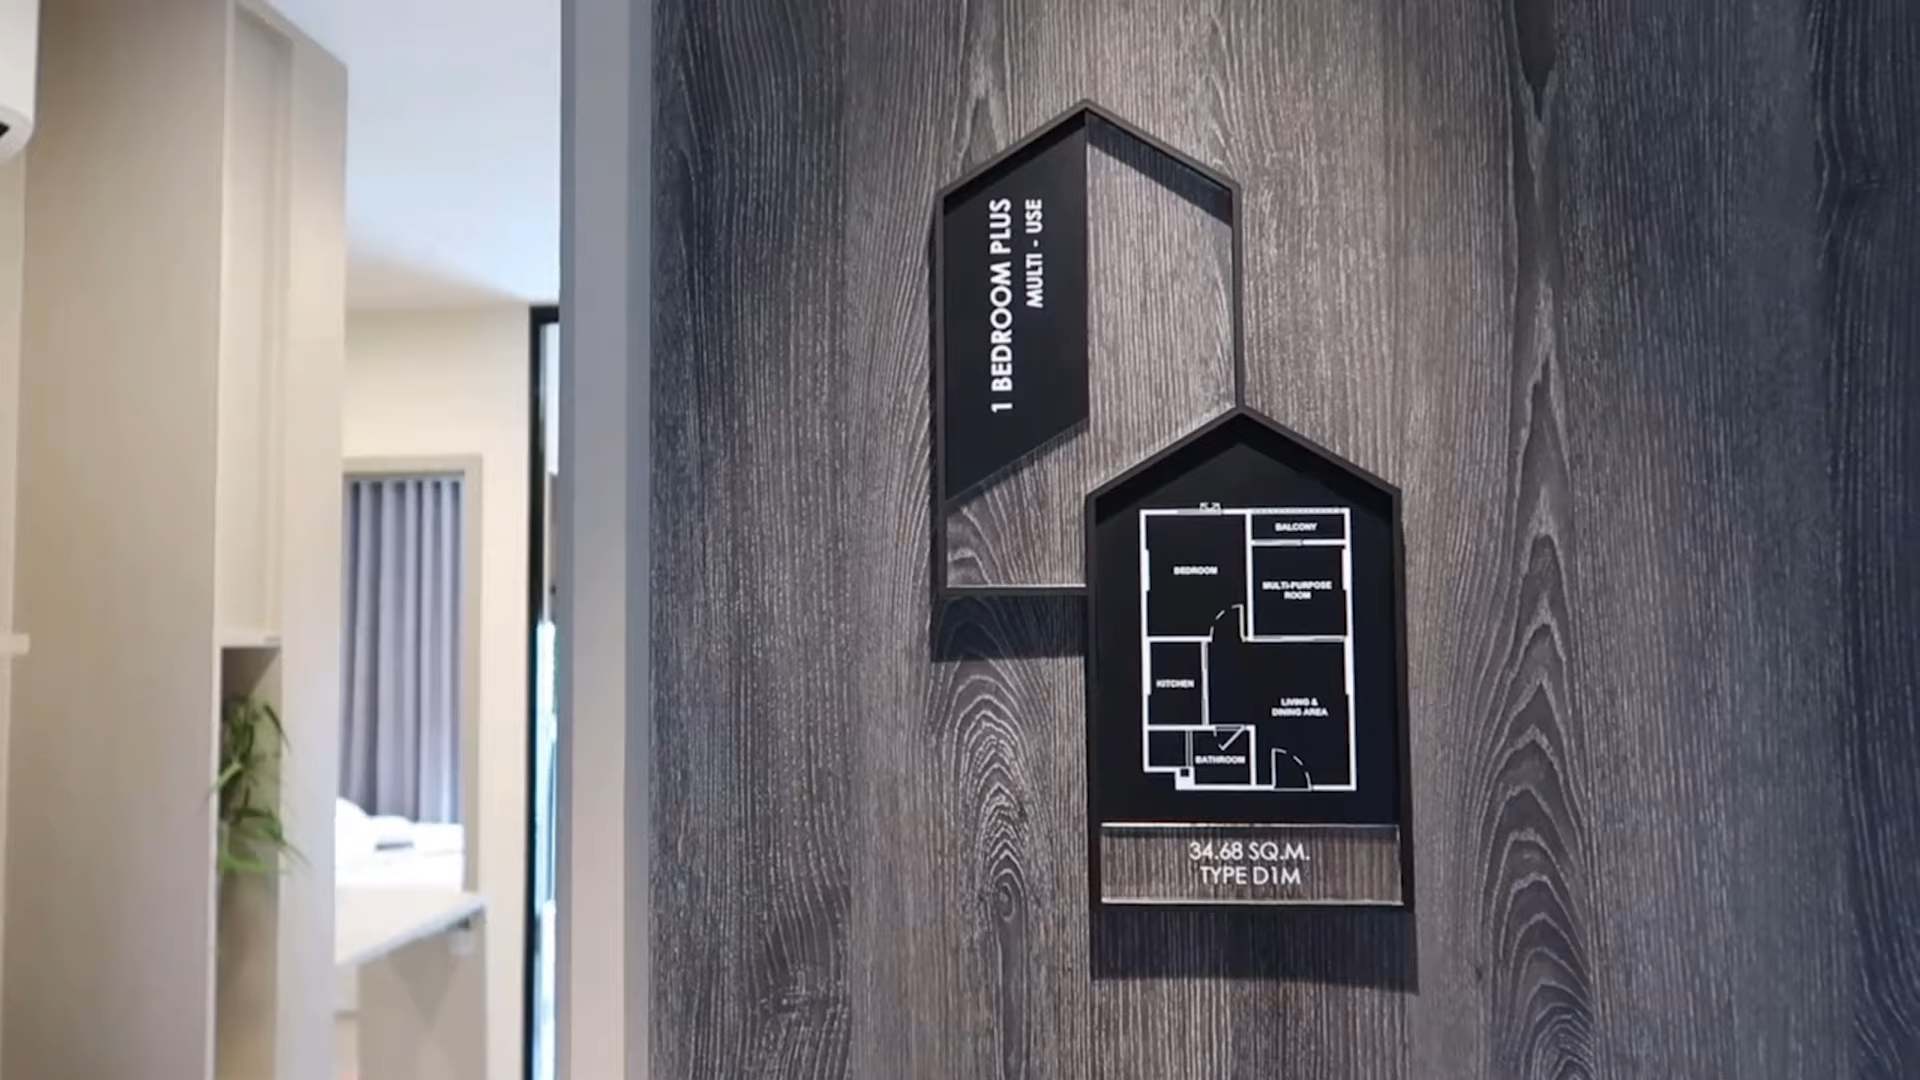 1 BEDROOM PLUS
MULTI - USE
BALCONY
BEDROOM
MULTI-PURPOSE
ROOM
KITCHEN
LIVING &
DINING AREA
BATHROOM
34.68 SQ.M.
TYPE D1M